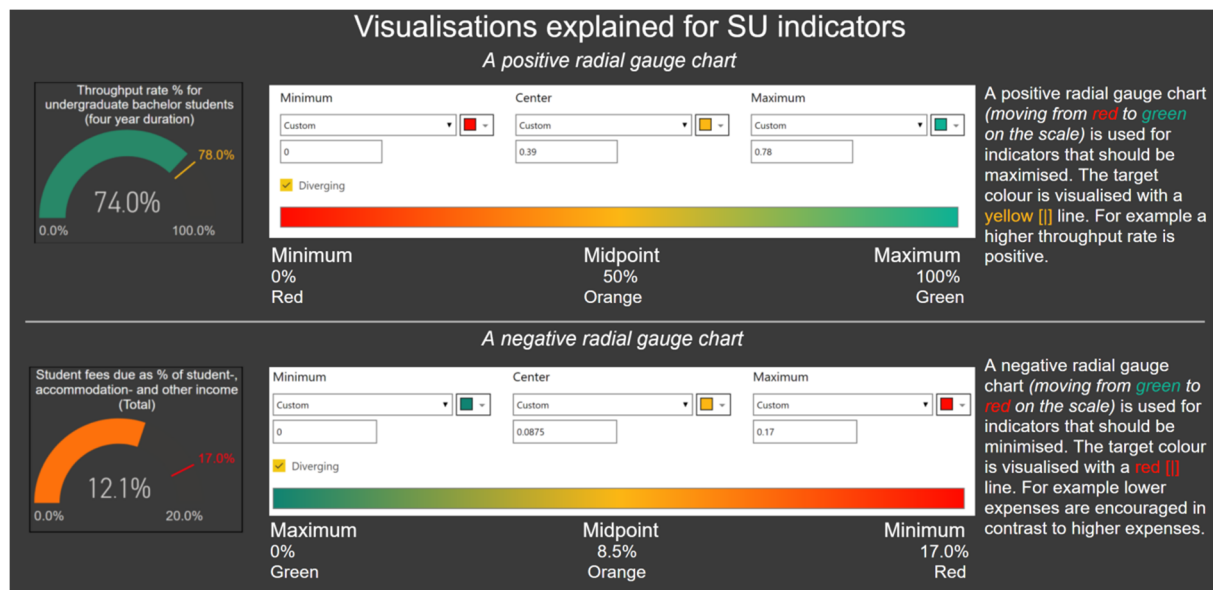 Visualisations explained for SU indicators
A positive radial gauge chart
Throughput rate % for
undergraduate bachelor students
(four year duration)
78.0%
74.0%
0.0%
100.0%
Minimum
Center
Maximum
Custom
Custom
Custom
0
0.39
0.78
Diverging
Minimum
0%
Red
Midpoint
50%
Orange
Maximum
100%
Green
A positive radial gauge chart
(moving from red to green
on the scale) is used for
indicators that should be
maximised. The target
colour is visualised with a
yellow [|] line. For example a
higher throughput rate is
positive.
A negative radial gauge chart
Student fees due as % of student-,
accommodation- and other income
(Total)
17.0%
12.1%
0.0%
20.0%
Minimum
Center
Maximum
Custom
Custom
Custom
0
0.0875
0.17
Diverging
Maximum
0%
Green
Midpoint
8.5%
Orange
Minimum
17.0%
Red
A negative radial gauge
chart (moving from green to
red on the scale) is used for
indicators that should be
minimised. The target colour
is visualised with a red [|]
line. For example lower
expenses are encouraged in
contrast to higher expenses.